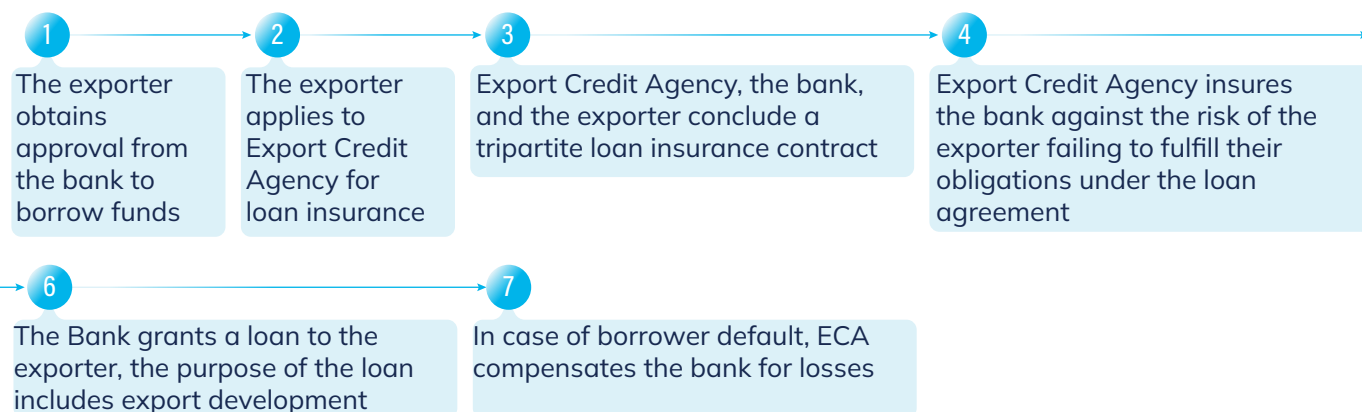 1
The exporter
obtains
approval from
the bank to
borrow funds
2
The exporter
applies to
Export Credit
Agency for
loan insurance
3
Export Credit Agency, the bank,
and the exporter conclude a
tripartite loan insurance contract
4
Export Credit Agency insures
the bank against the risk of the
exporter failing to fulfill their
obligations under the loan
agreement
6
The Bank grants a loan to the
exporter, the purpose of the loan
includes export development
7
In case of borrower default, ECA
compensates the bank for losses